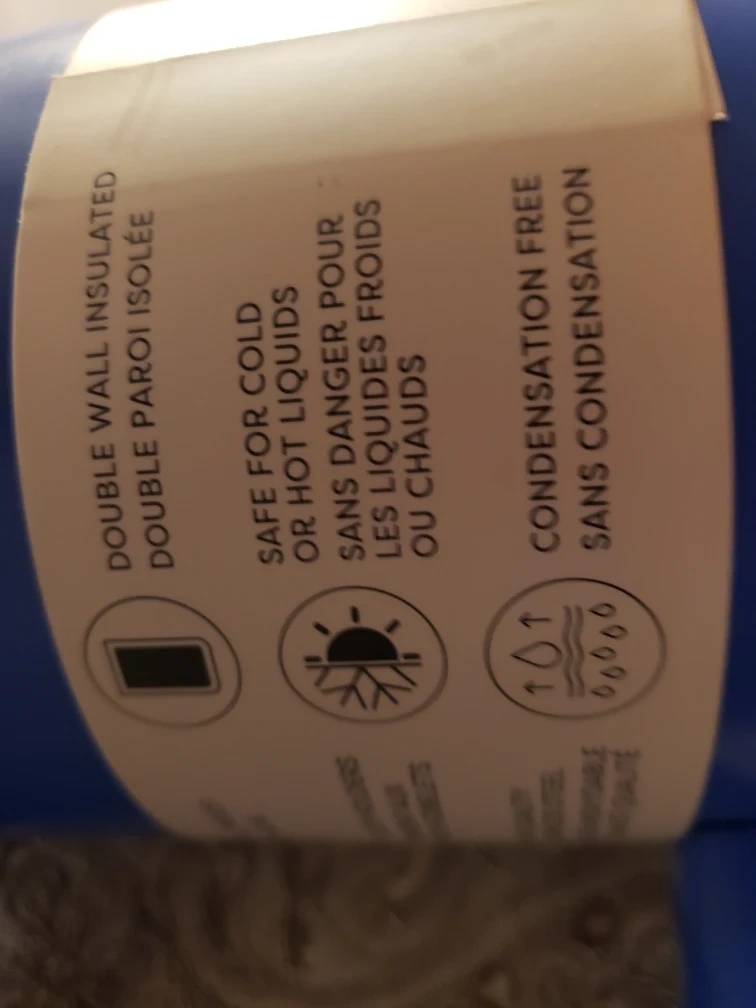 DOUBLE WALL INSULATED
DOUBLE PAROI ISOLÉE
SAFE FOR COLD
OR HOT LIQUIDS
SANS DANGER POUR
LES LIQUIDES FROIDS
OU CHAUDS
CONDENSATION FREE
SANS CONDENSATION